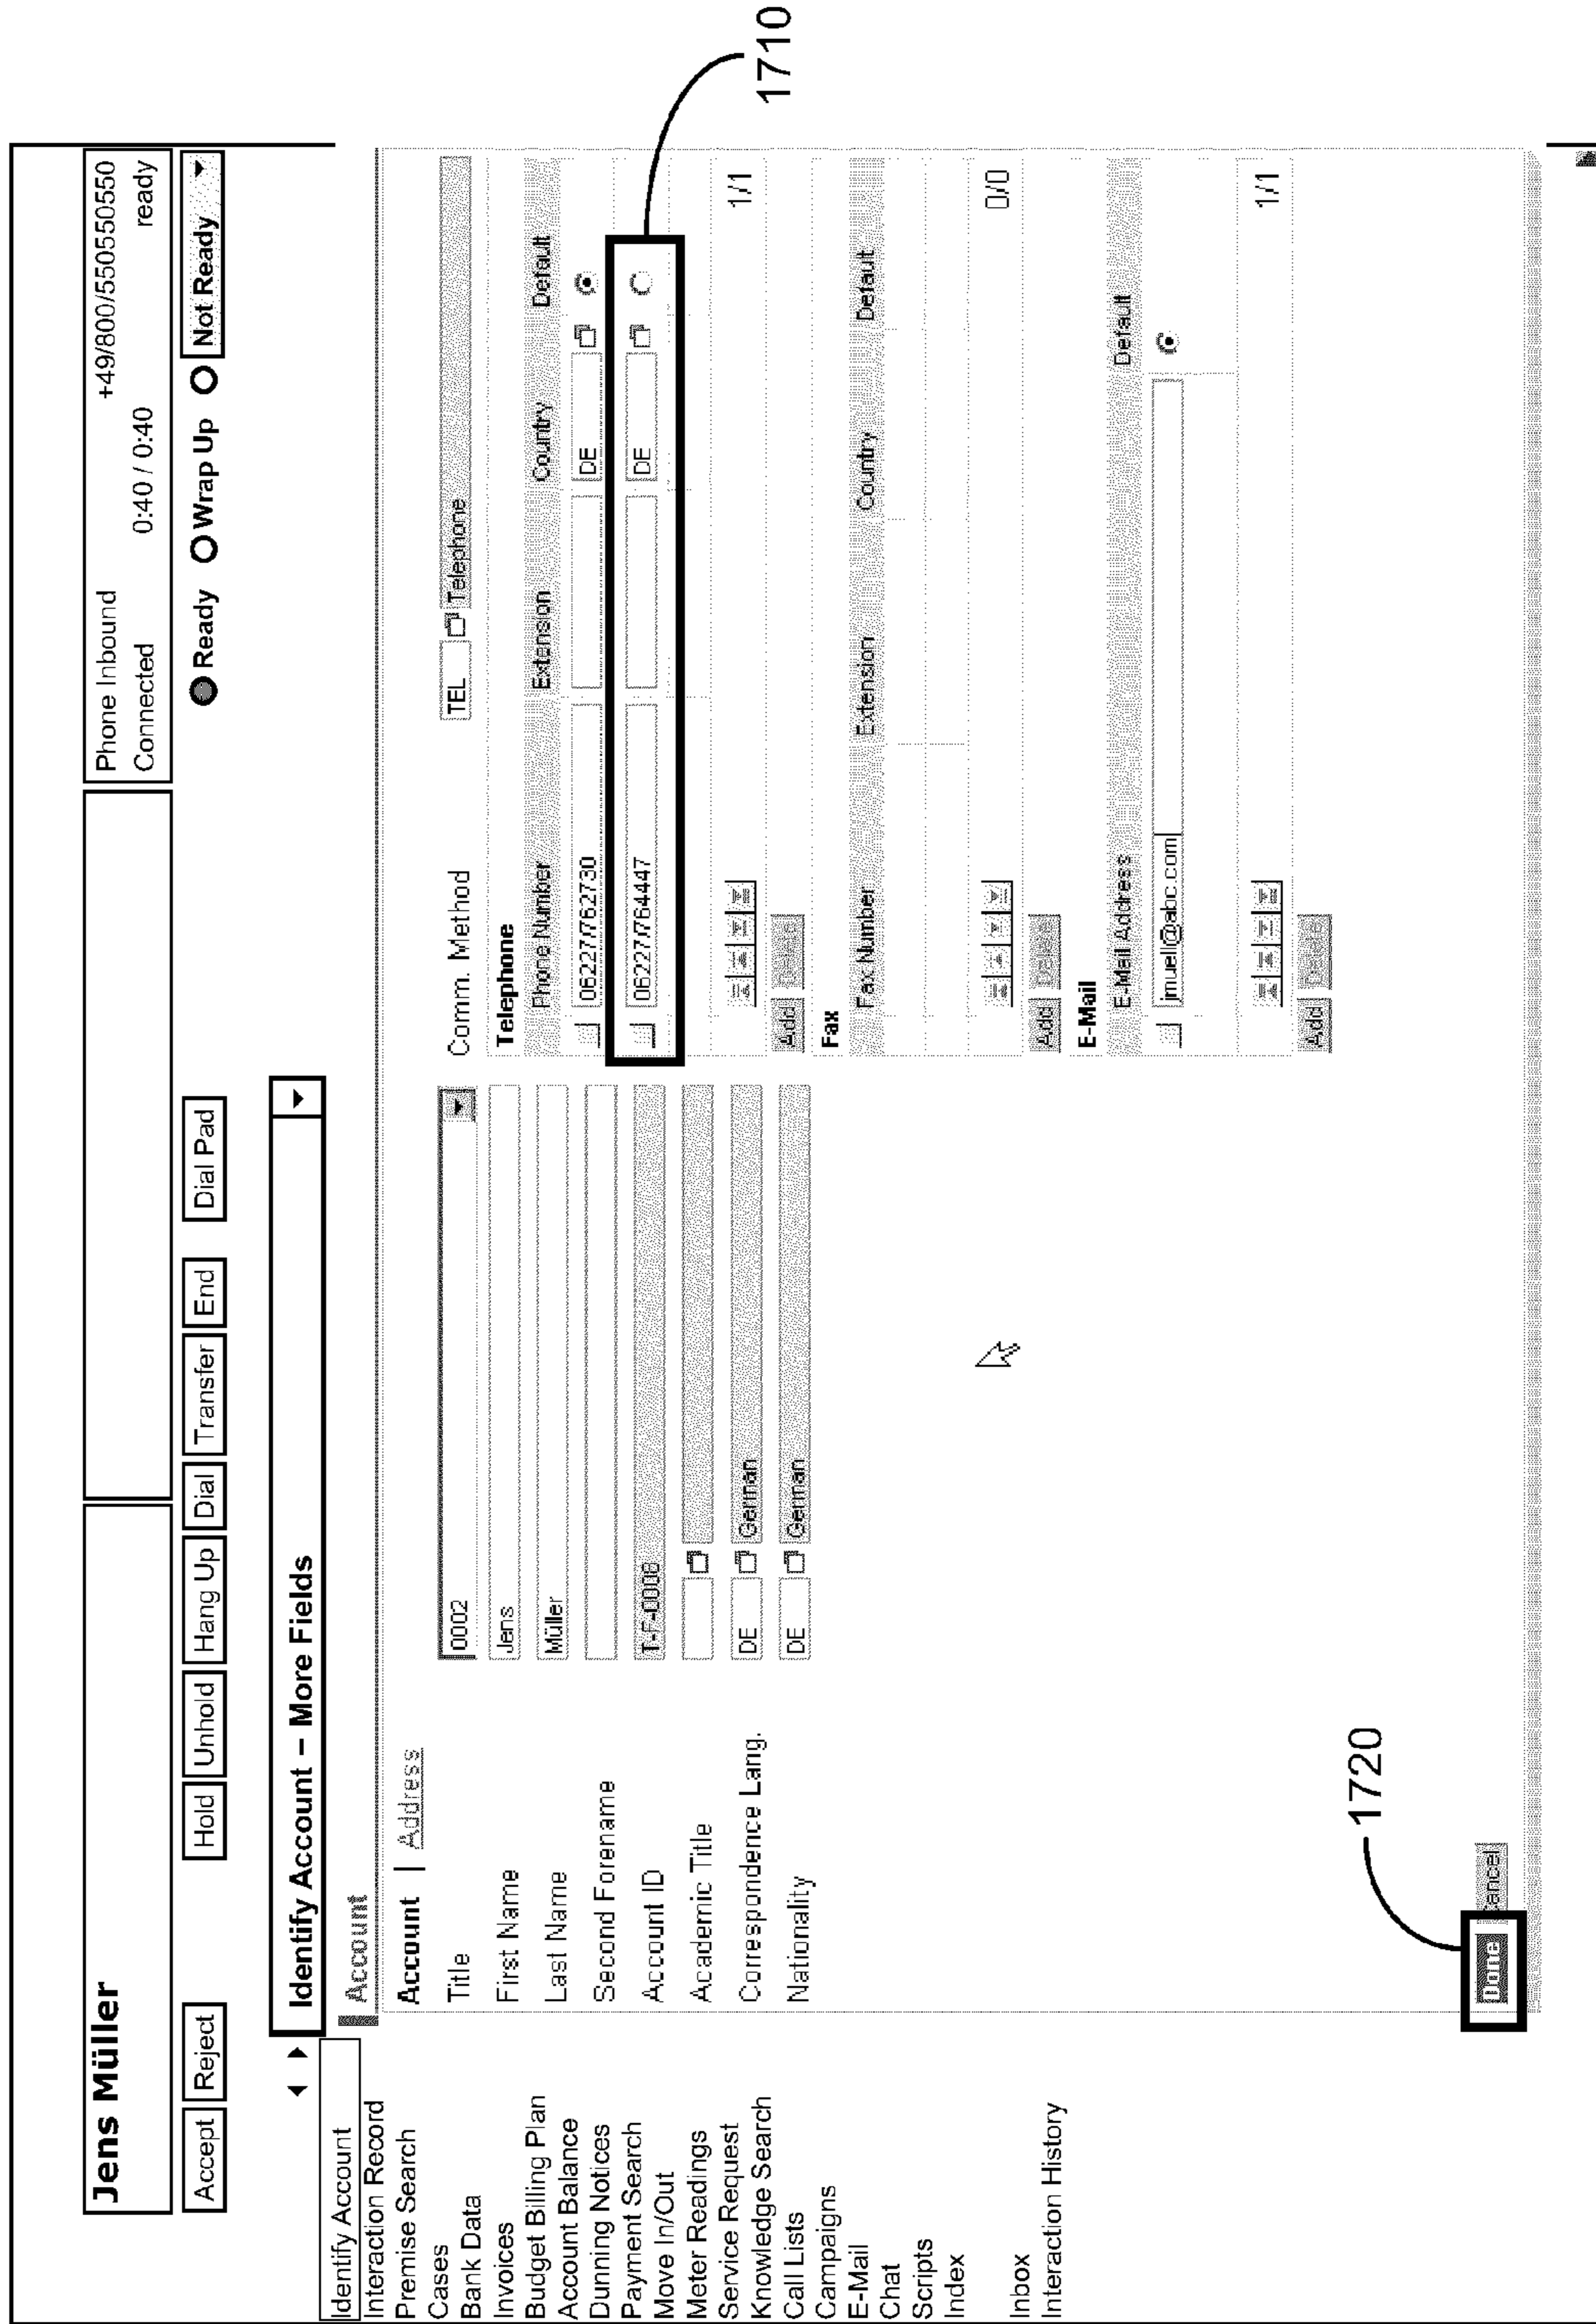 Jens Müller
Phone Inbound +49/800/550550550
Connected 0:40 / 0:40 ready
Accept Reject Hold Unhold Hang Up Dial Transfer End Dial Pad
Ready Wrap Up Not Ready
Identify Account – More Fields
Identify Account
Interaction Record
Premise Search
Cases
Bank Data
Invoices
Budget Billing Plan
Account Balance
Dunning Notices
Payment Search
Move In/Out
Meter Readings
Service Request
Knowledge Search
Call Lists
Campaigns
E-Mail
Chat
Scripts
Index
Inbox
Interaction History
Account
Account | Address
Title 0002
First Name Jens
Last Name Müller
Second Forename
Account ID T-F-0008
Academic Title
Correspondence Lang. DE German
Nationality DE German
Comm. Method TEL Telephone
Telephone
Phone Number Extension Country Default
06227/762730 DE
06227/764447 DE
1/1
Add Delete
Fax
Fax Number Extension Country Default
0/0
Add Delete
E-Mail
E-Mail Address Default
jmuell@abc.com
1/1
Add Delete
Done Cancel
1710
1720